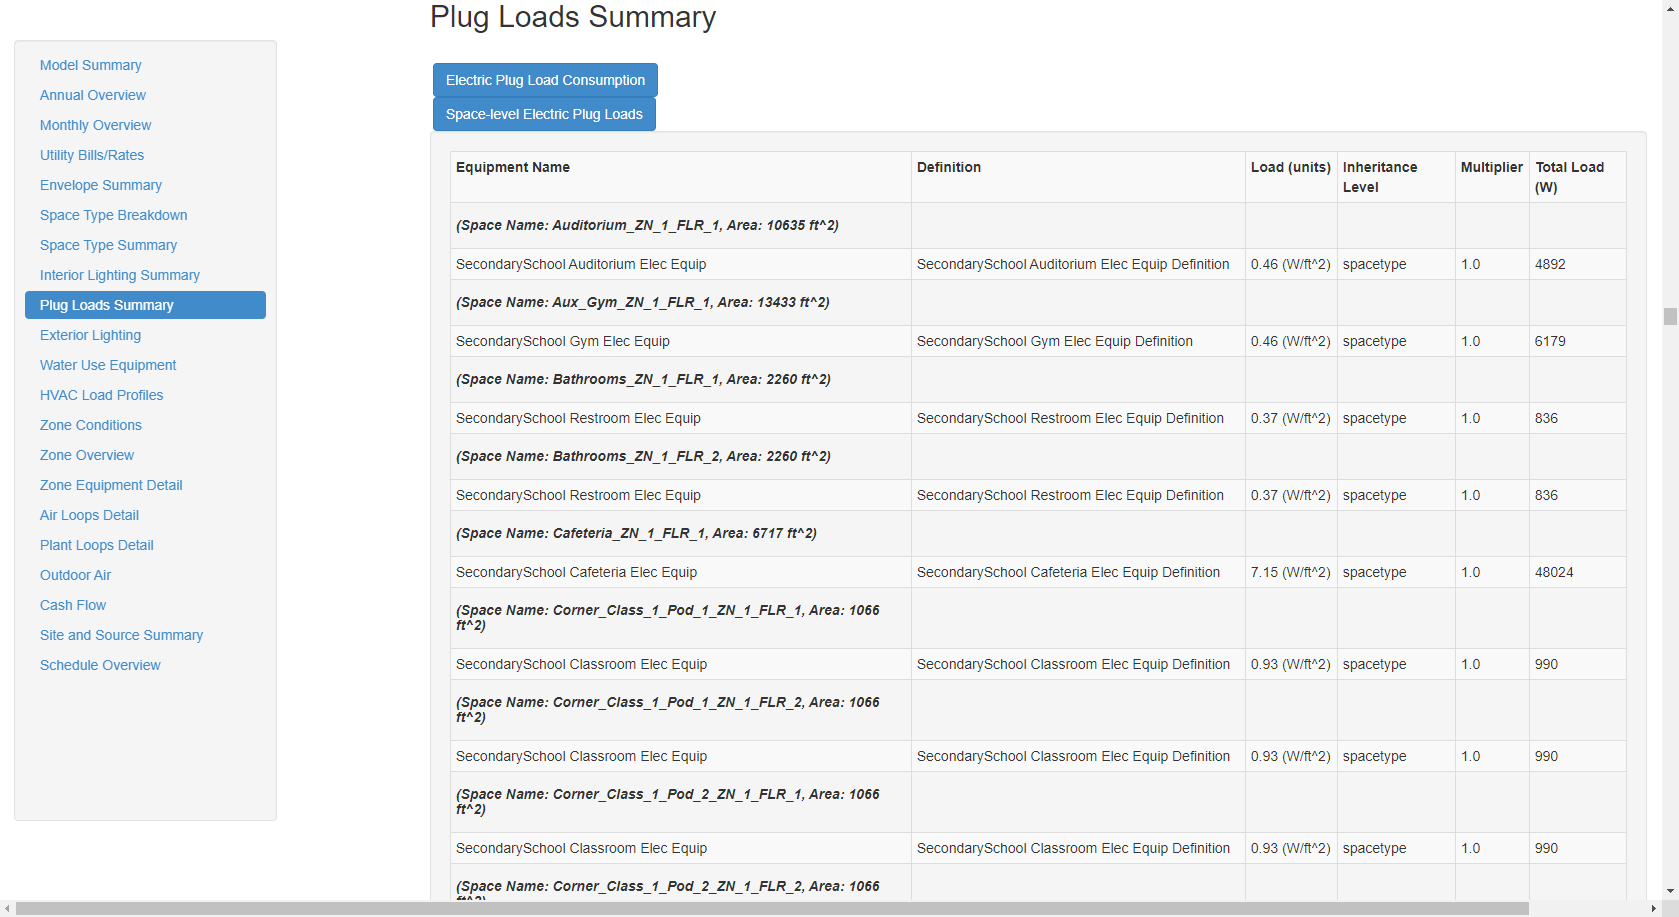 Plug Loads Summary
Model Summary
Annual Overview
Monthly Overview
Utility Bills/Rates
Envelope Summary
Space Type Breakdown
Space Type Summary
Interior Lighting Summary
Plug Loads Summary
Exterior Lighting
Water Use Equipment
HVAC Load Profiles
Zone Conditions
Zone Overview
Zone Equipment Detail
Air Loops Detail
Plant Loops Detail
Outdoor Air
Cash Flow
Site and Source Summary
Schedule Overview
Electric Plug Load Consumption
Space-level Electric Plug Loads
Equipment Name Definition Load (units) Inheritance Level Multiplier Total Load (W)
(Space Name: Auditorium_ZN_1_FLR_1, Area: 10635 ft^2)
SecondarySchool Auditorium Elec Equip SecondarySchool Auditorium Elec Equip Definition 0.46 (W/ft^2) spacetype 1.0 4892
(Space Name: Aux_Gym_ZN_1_FLR_1, Area: 13433 ft^2)
SecondarySchool Gym Elec Equip SecondarySchool Gym Elec Equip Definition 0.46 (W/ft^2) spacetype 1.0 6179
(Space Name: Bathrooms_ZN_1_FLR_1, Area: 2260 ft^2)
SecondarySchool Restroom Elec Equip SecondarySchool Restroom Elec Equip Definition 0.37 (W/ft^2) spacetype 1.0 836
(Space Name: Bathrooms_ZN_1_FLR_2, Area: 2260 ft^2)
SecondarySchool Restroom Elec Equip SecondarySchool Restroom Elec Equip Definition 0.37 (W/ft^2) spacetype 1.0 836
(Space Name: Cafeteria_ZN_1_FLR_1, Area: 6717 ft^2)
SecondarySchool Cafeteria Elec Equip SecondarySchool Cafeteria Elec Equip Definition 7.15 (W/ft^2) spacetype 1.0 48024
(Space Name: Corner_Class_1_Pod_1_ZN_1_FLR_1, Area: 1066
ft^2)
SecondarySchool Classroom Elec Equip SecondarySchool Classroom Elec Equip Definition 0.93 (W/ft^2) spacetype 1.0 990
(Space Name: Corner_Class_1_Pod_1_ZN_1_FLR_2, Area: 1066
ft^2)
SecondarySchool Classroom Elec Equip SecondarySchool Classroom Elec Equip Definition 0.93 (W/ft^2) spacetype 1.0 990
(Space Name: Corner_Class_1_Pod_2_ZN_1_FLR_1, Area: 1066
ft^2)
SecondarySchool Classroom Elec Equip SecondarySchool Classroom Elec Equip Definition 0.93 (W/ft^2) spacetype 1.0 990
(Space Name: Corner_Class_1_Pod_2_ZN_1_FLR_2, Area: 1066